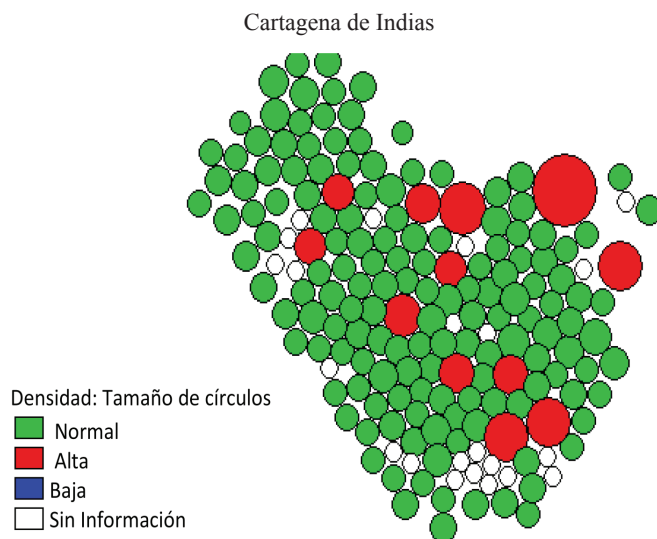 Cartagena de Indias
Densidad: Tamaño de círculos
Normal
Alta
Baja
Sin Información